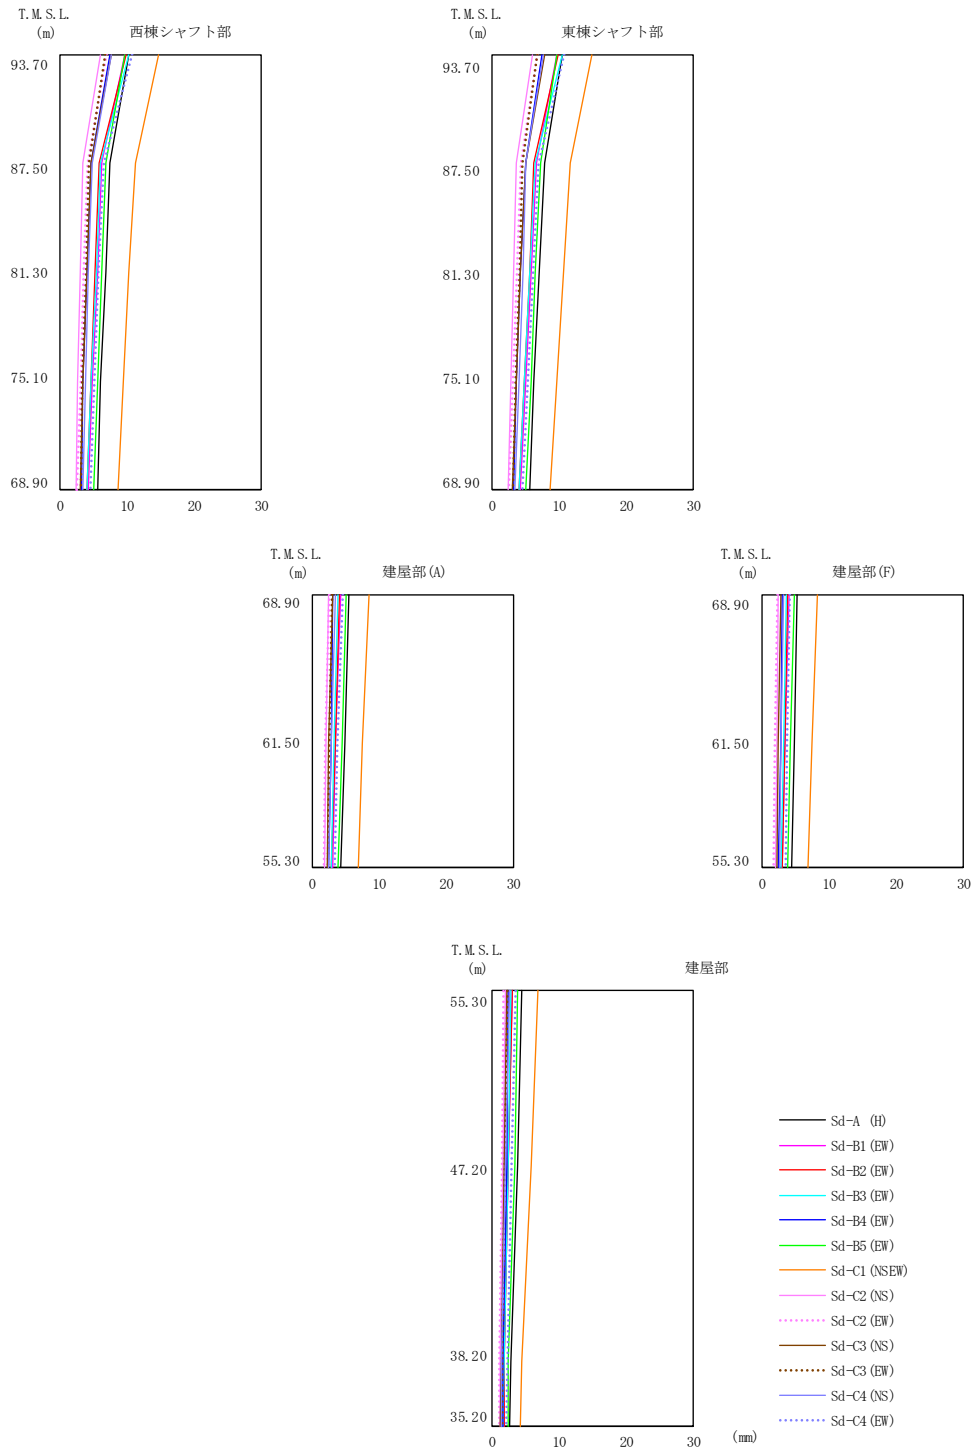 T.M.S.L.
(m)
西棟シャフト部
93.70
87.50
81.30
75.10
68.90
0 10 20 30
T.M.S.L.
(m)
東棟シャフト部
93.70
87.50
81.30
75.10
68.90
0 10 20 30
T.M.S.L.
(m)
建屋部(A)
68.90
61.50
55.30
0 10 20 30
T.M.S.L.
(m)
建屋部(F)
68.90
61.50
55.30
0 10 20 30
T.M.S.L.
(m)
建屋部
55.30
47.20
38.20
35.20
0 10 20 30
(mm)
Sd-A (H)
Sd-B1(EW)
Sd-B2(EW)
Sd-B3(EW)
Sd-B4(EW)
Sd-B5(EW)
Sd-C1(NSEW)
Sd-C2(NS)
Sd-C2(EW)
Sd-C3(NS)
Sd-C3(EW)
Sd-C4(NS)
Sd-C4(EW)